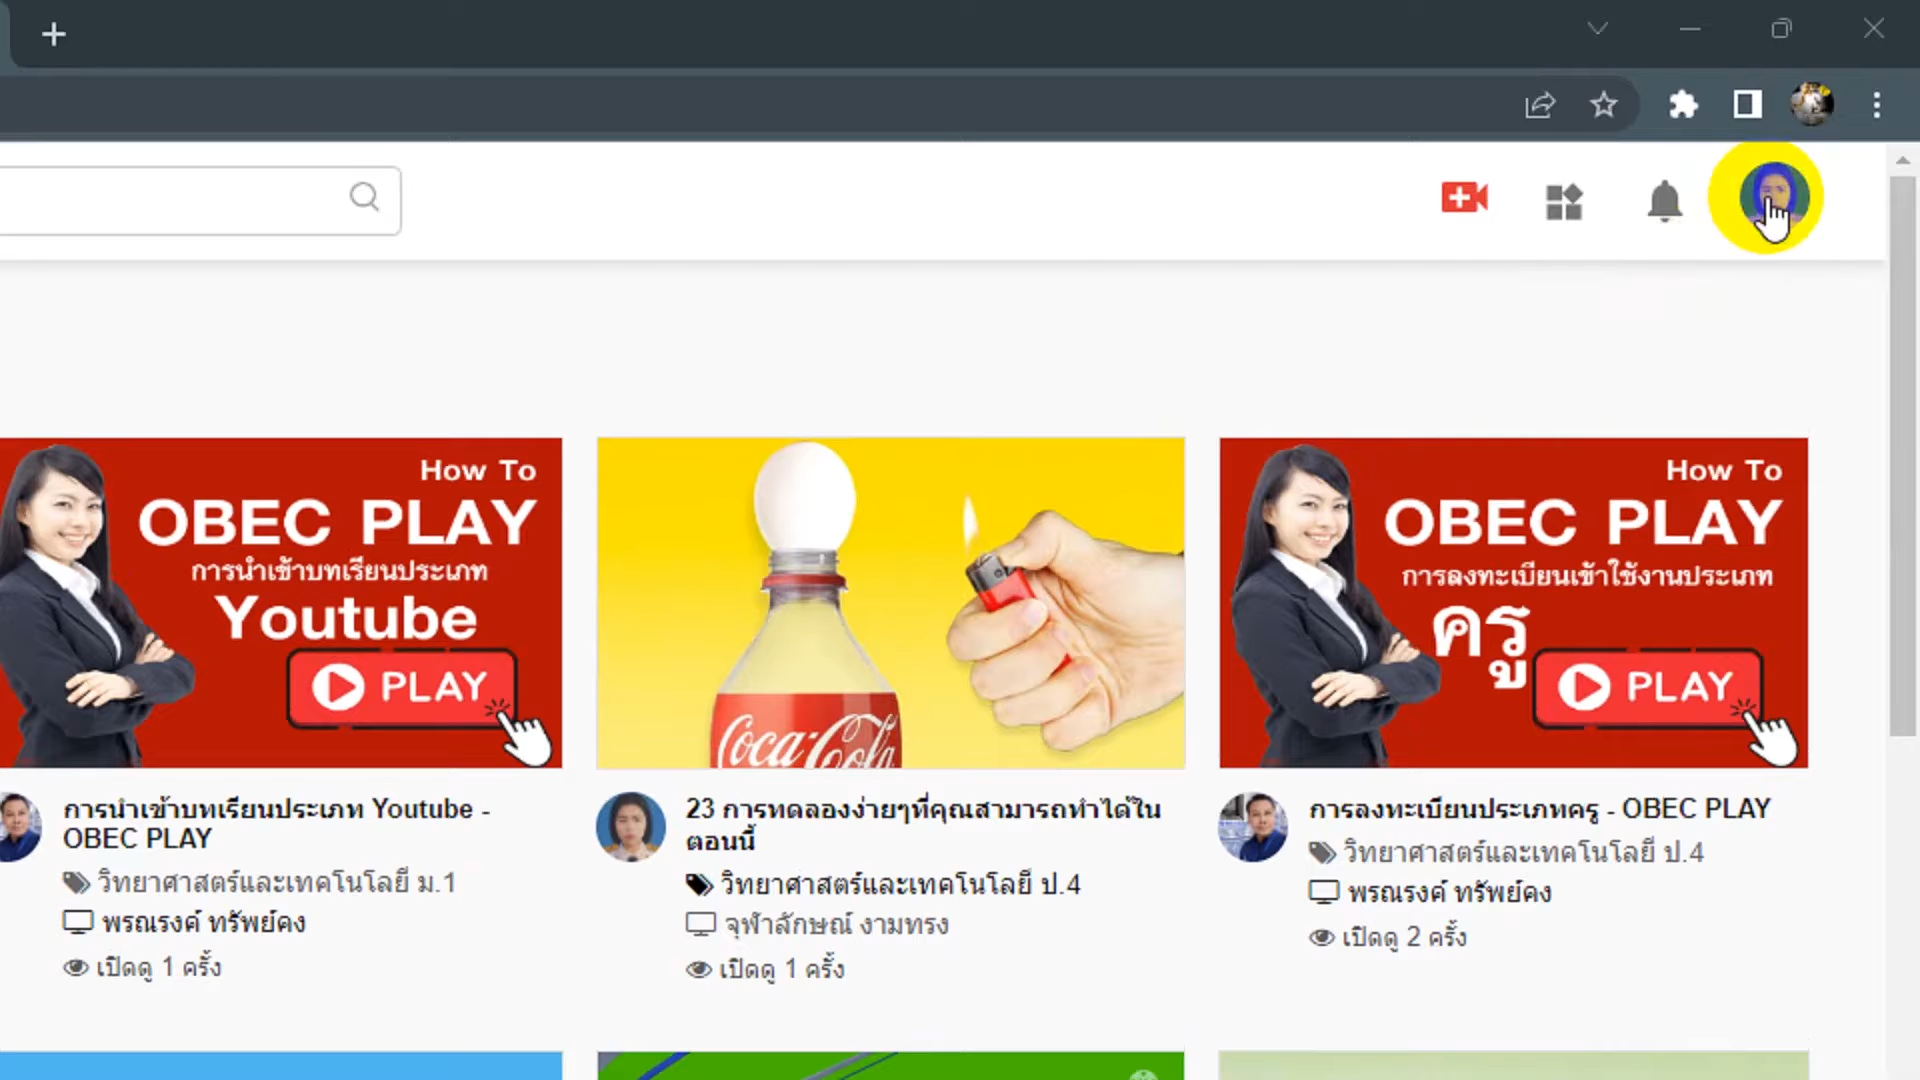 How To
OBEC PLAY
การนำเข้าบทเรียนประเภท
Youtube
PLAY
Coca-Cola
How To
OBEC PLAY
การลงทะเบียนเข้าใช้งานประเภท
ครู
PLAY
การนำเข้าบทเรียนประเภท Youtube -
OBEC PLAY
วิทยาศาสตร์และเทคโนโลยี ม.1
พรณรงค์ ทรัพย์คง
เปิดดู 1 ครั้ง
23 การทดลองง่ายๆที่คุณสามารถทำได้ใน
ตอนนี้
วิทยาศาสตร์และเทคโนโลยี ป.4
จุฬาลักษณ์ งามทรง
เปิดดู 1 ครั้ง
การลงทะเบียนประเภทครู - OBEC PLAY
วิทยาศาสตร์และเทคโนโลยี ป.4
พรณรงค์ ทรัพย์คง
เปิดดู 2 ครั้ง